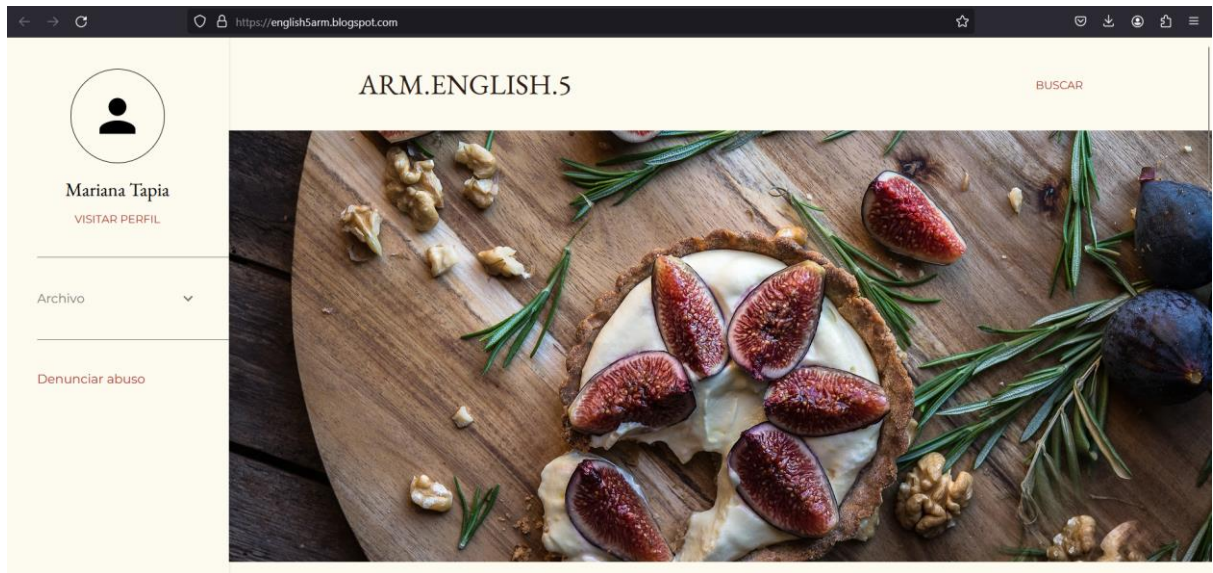 https://english5arm.blogspot.com
ARM.ENGLISH.5
BUSCAR
Mariana Tapia
VISITAR PERFIL
Archivo
Denunciar abuso